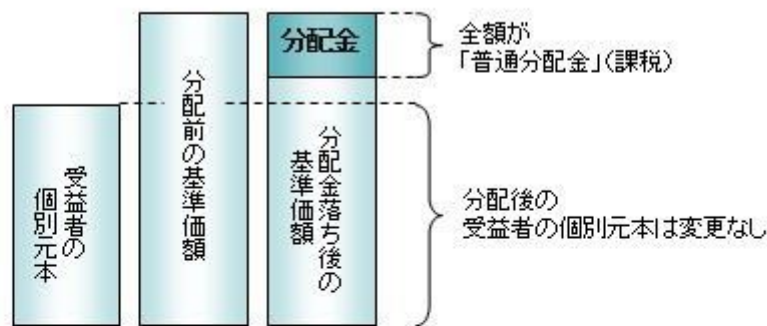 受益者の
個別元本
分配前の基準価額
分配金
分配金落ち後の
基準価額
全額が
「普通分配金」(課税)
分配後の
受益者の個別元本は変更なし